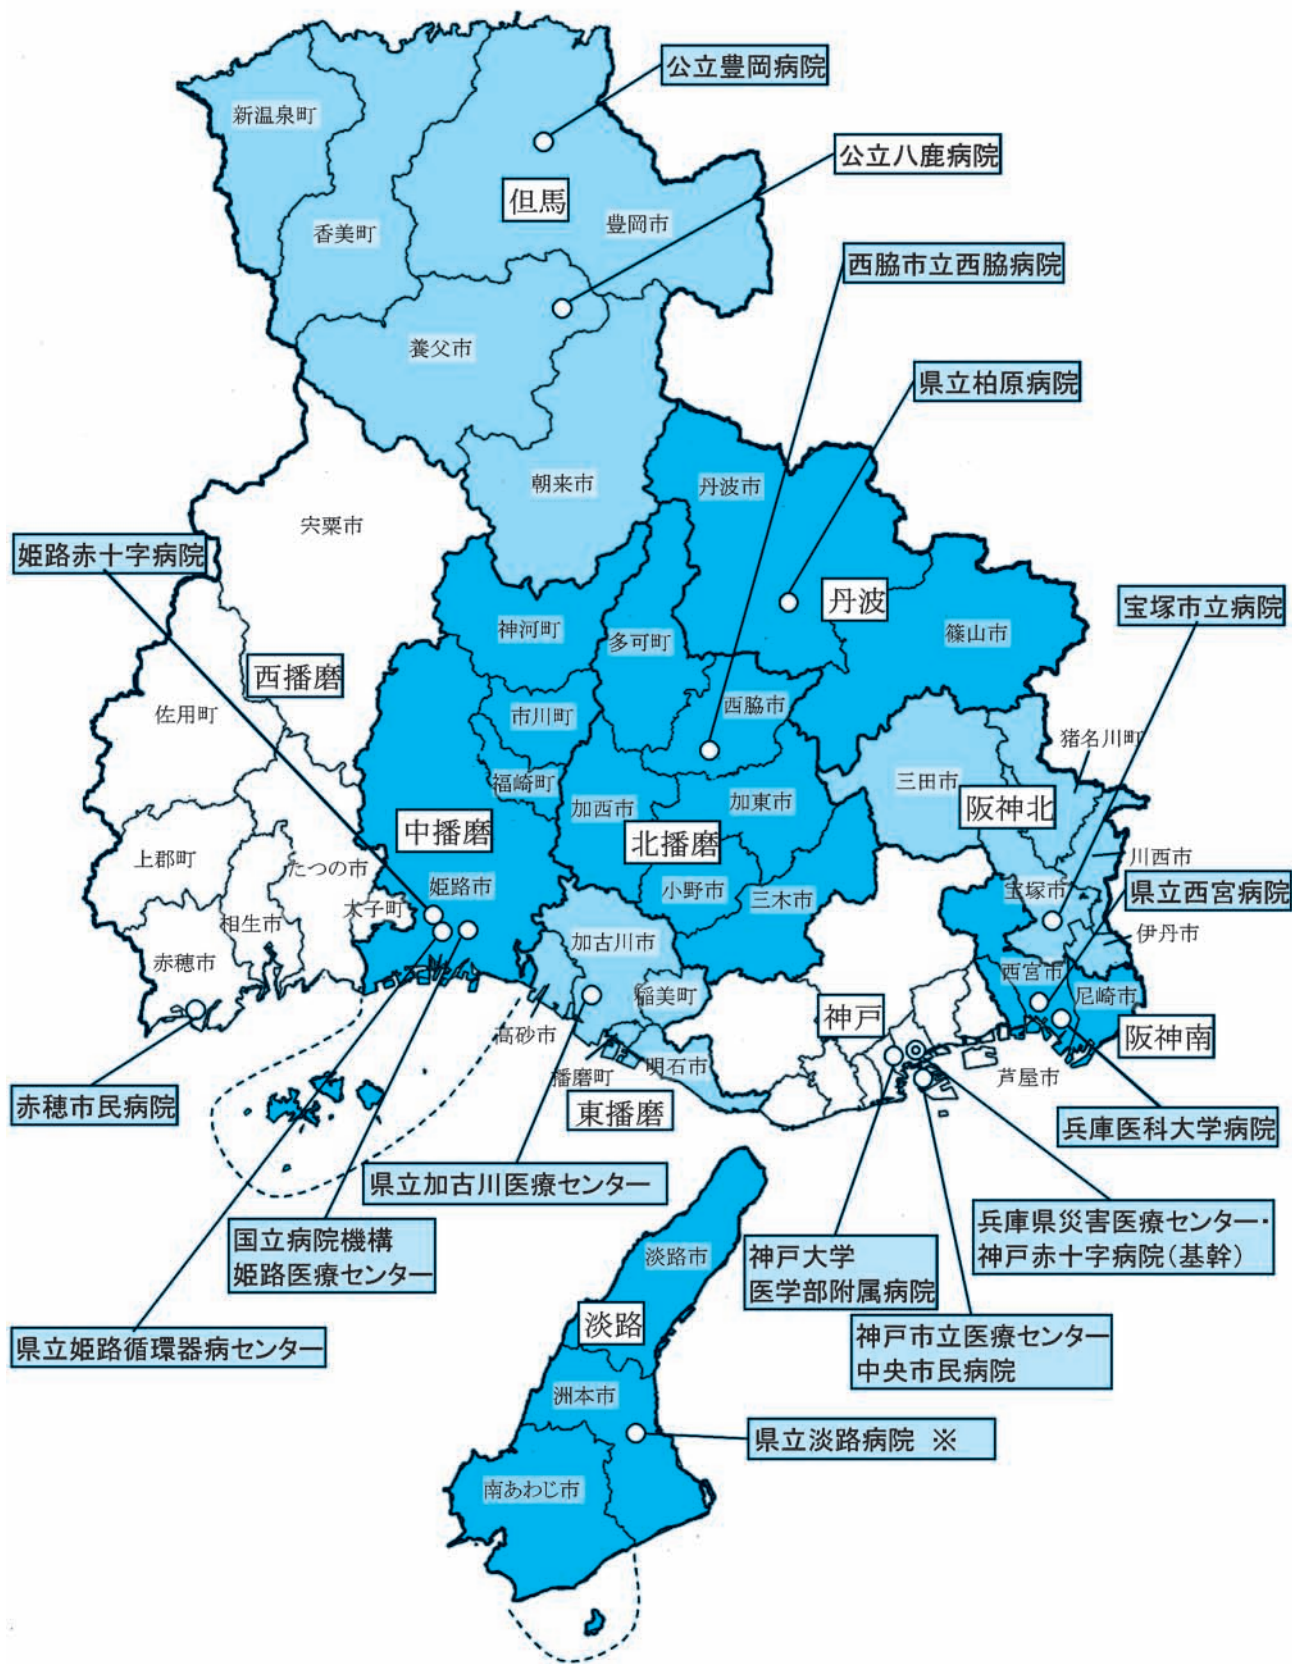 公立豊岡病院
新温泉町
公立八鹿病院
但馬
豊岡市
香美町
西脇市立西脇病院
養父市
県立柏原病院
丹波市
朝来市
宍粟市
姫路赤十字病院
丹波
宝塚市立病院
神河町
多可町
篠山市
西播磨
佐用町
市川町
西脇市
猪名川町
福崎町
三田市
加西市
加東市
阪神北
中播磨
北播磨
上郡町
たつの市
川西市
姫路市
小野市
三木市
宝塚市
県立西宮病院
太子町
相生市
伊丹市
赤穂市
加古川市
西宮市
稲美町
尼崎市
神戸
高砂市
阪神南
播磨町
明石市
芦屋市
赤穂市民病院
東播磨
兵庫医科大学病院
県立加古川医療センター
国立病院機構
姫路医療センター
淡路市
神戸大学
医学部附属病院
兵庫県災害医療センター・
神戸赤十字病院(基幹)
淡路
県立姫路循環器病センター
神戸市立医療センター
中央市民病院
洲本市
県立淡路病院 ※
南あわじ市